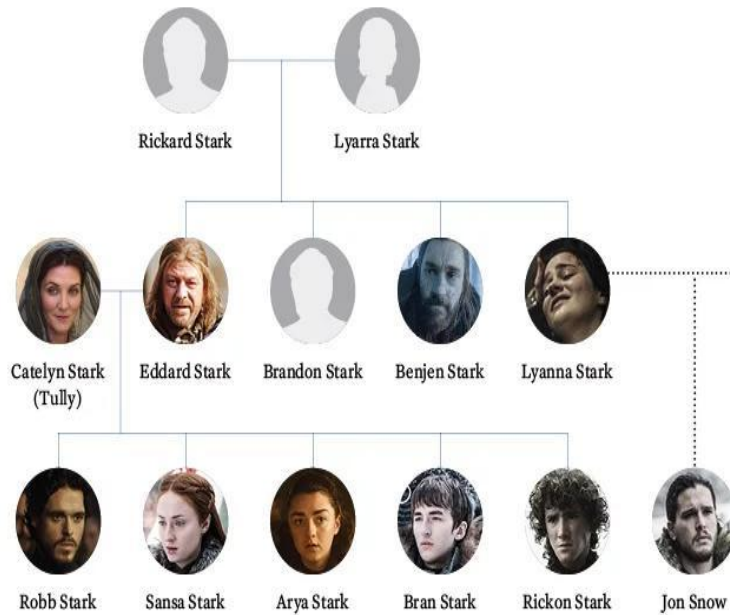 Rickard Stark
Lyarra Stark
Catelyn Stark
(Tully)
Eddard Stark
Brandon Stark
Benjen Stark
Lyanna Stark
Robb Stark
Sansa Stark
Arya Stark
Bran Stark
Rickon Stark
Jon Snow